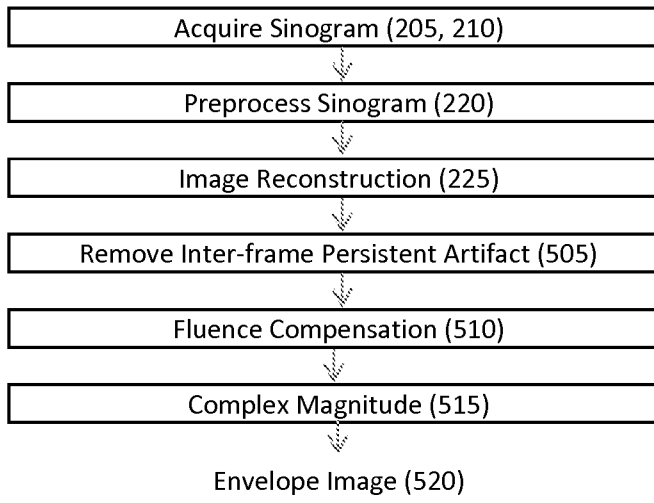 Acquire Sinogram (205, 210)
Preprocess Sinogram (220)
Image Reconstruction (225)
Remove Inter-frame Persistent Artifact (505)
Fluence Compensation (510)
Complex Magnitude (515)
Envelope Image (520)